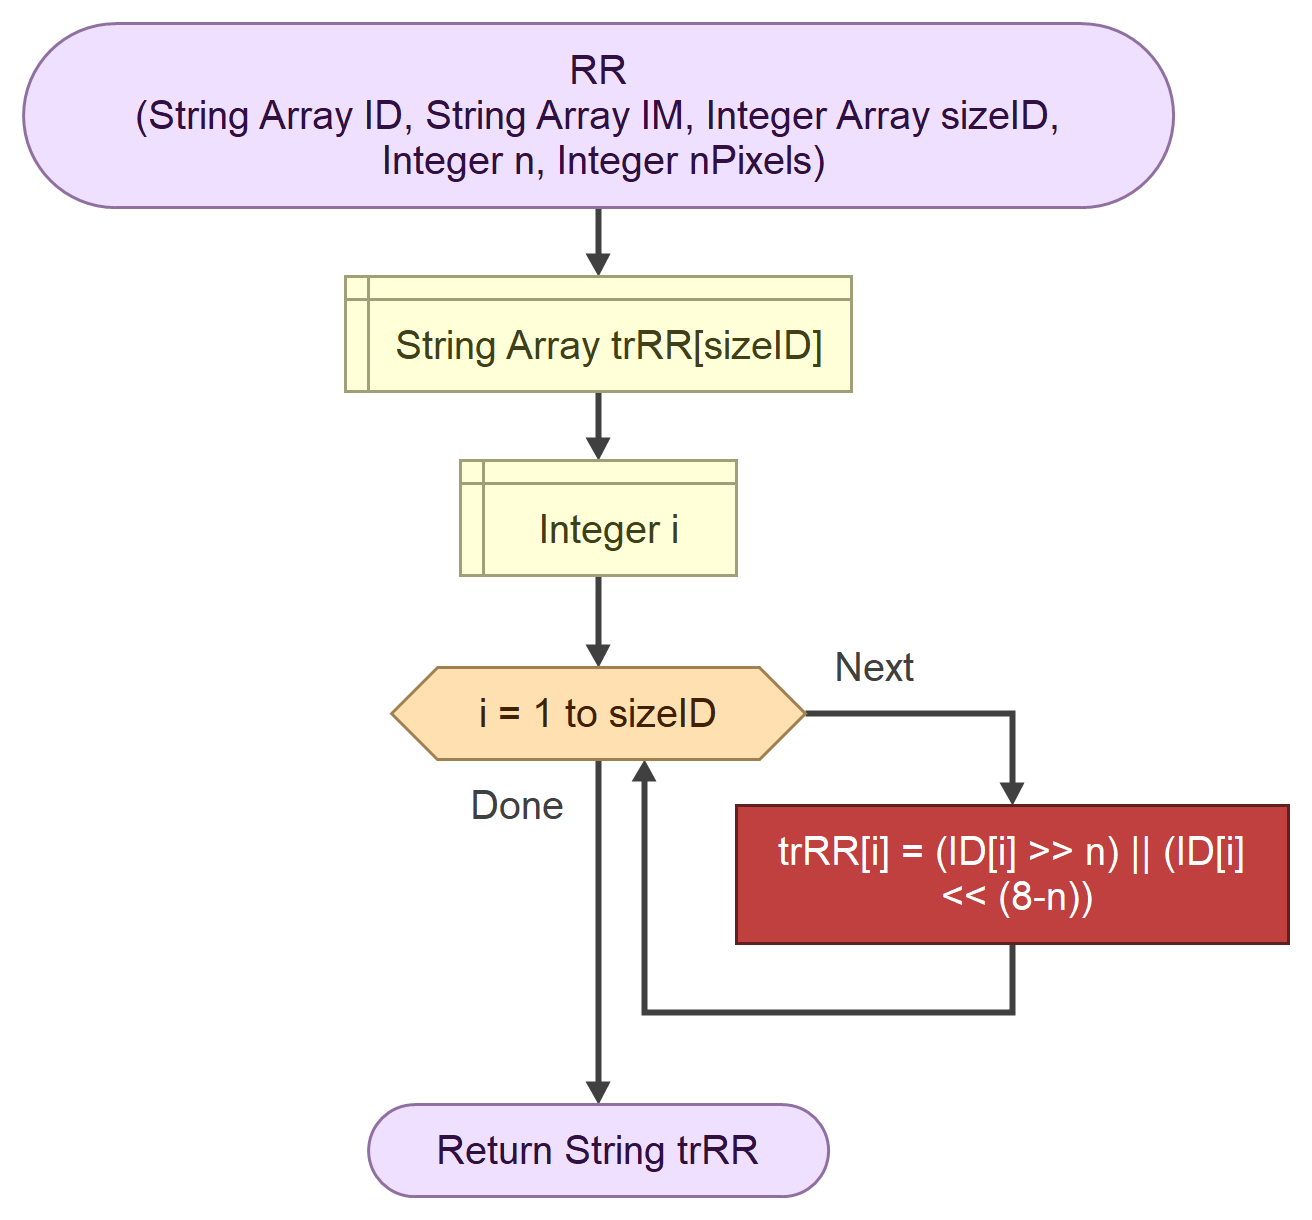 RR
(String Array ID, String Array IM, Integer Array sizeID,
Integer n, Integer nPixels)
String Array trRR[sizeID]
Integer i
i = 1 to sizeID
Next
Done
trRR[i] = (ID[i] >> n) || (ID[i]
<< (8-n))
Return String trRR